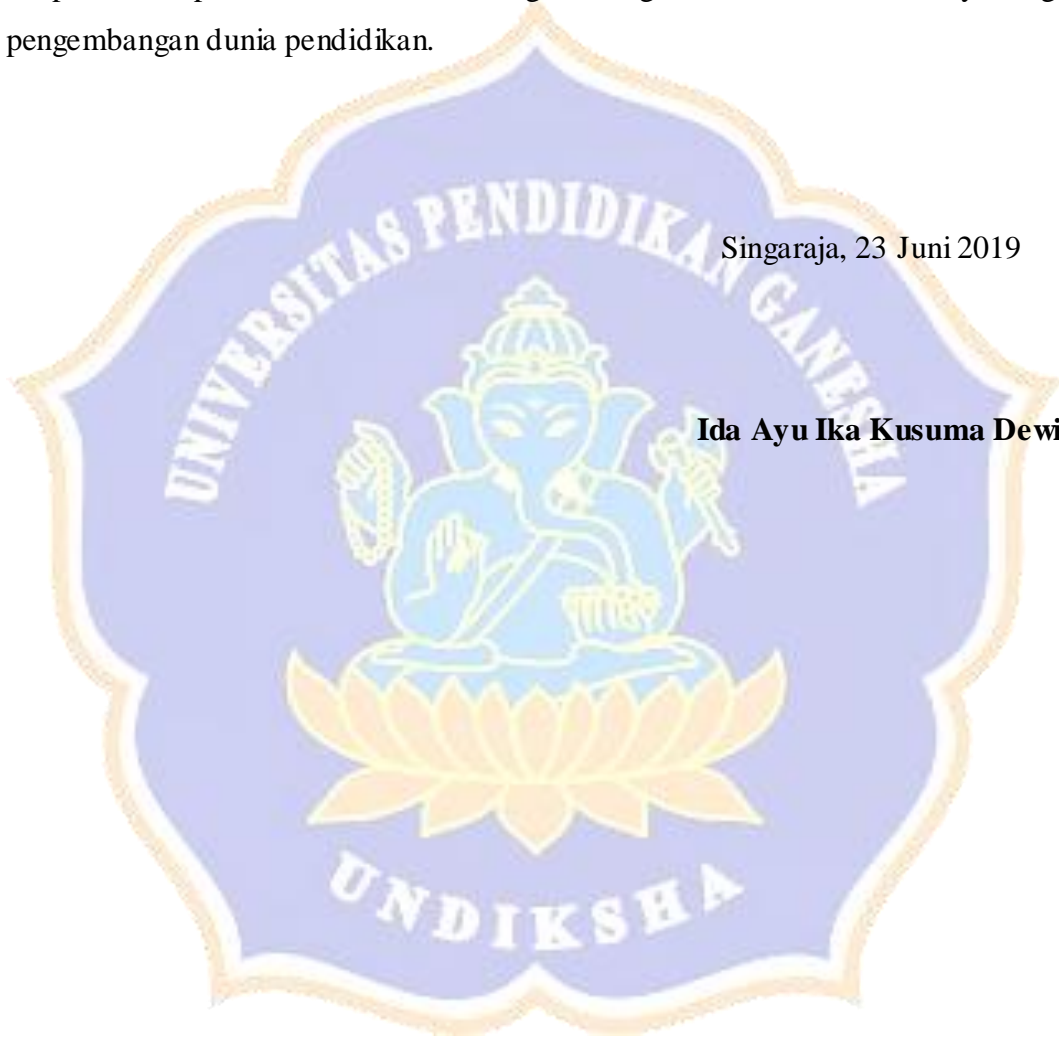 pengembangan dunia pendidikan.
UNIVERSITAS PENDIDIKAN GANESHA
Singaraja, 23 Juni 2019
Ida Ayu Ika Kusuma Dewi
UNDIKSHA